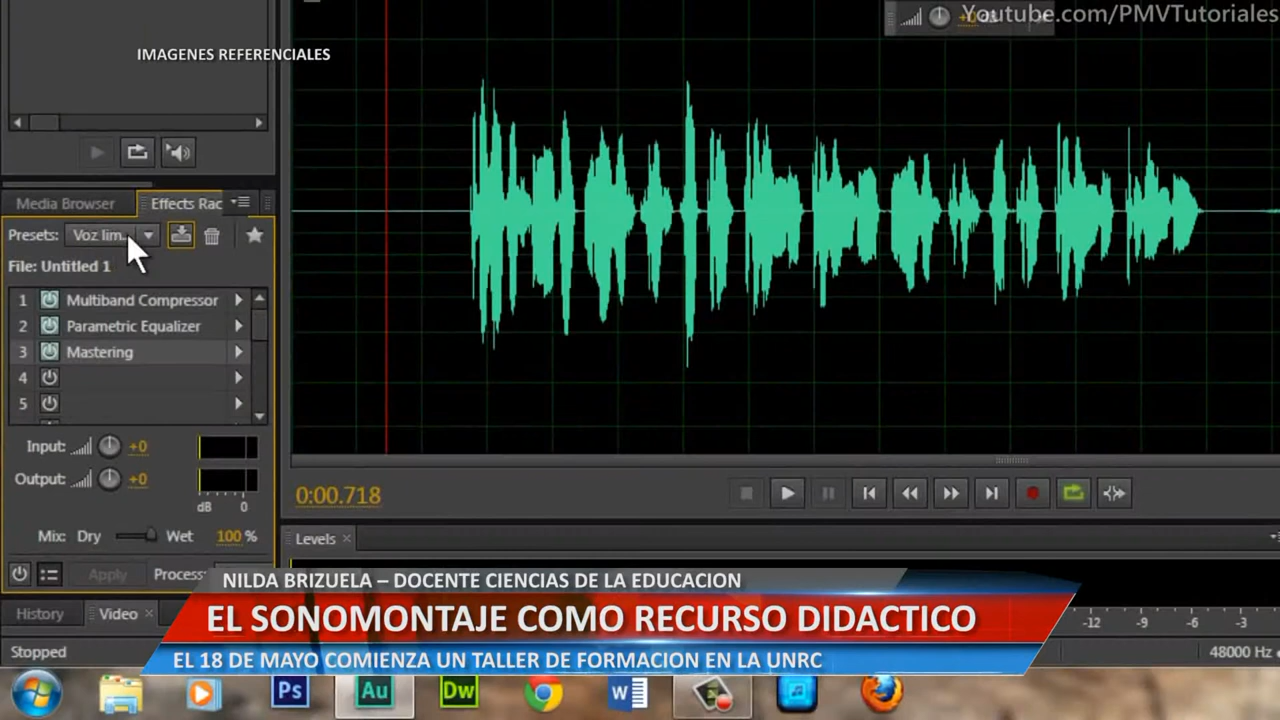 Youtube.com/PMVTutoriales
IMAGENES REFERENCIALES
Media Browser
Effects Rac
Presets:
Voz lim...
File: Untitled 1
1 Multiband Compressor
2 Parametric Equalizer
3 Mastering
4
5
Input: +0
Output: +0
dB 0
Mix: Dry Wet 100 %
Apply Process:
0:00.718
Levels
History
Video
NILDA BRIZUELA – DOCENTE CIENCIAS DE LA EDUCACION
EL SONOMONTAJE COMO RECURSO DIDACTICO
EL 18 DE MAYO COMIENZA UN TALLER DE FORMACION EN LA UNRC
-12 -9 -6 -3
Stopped
48000 Hz
Ps
Au
Dw
W